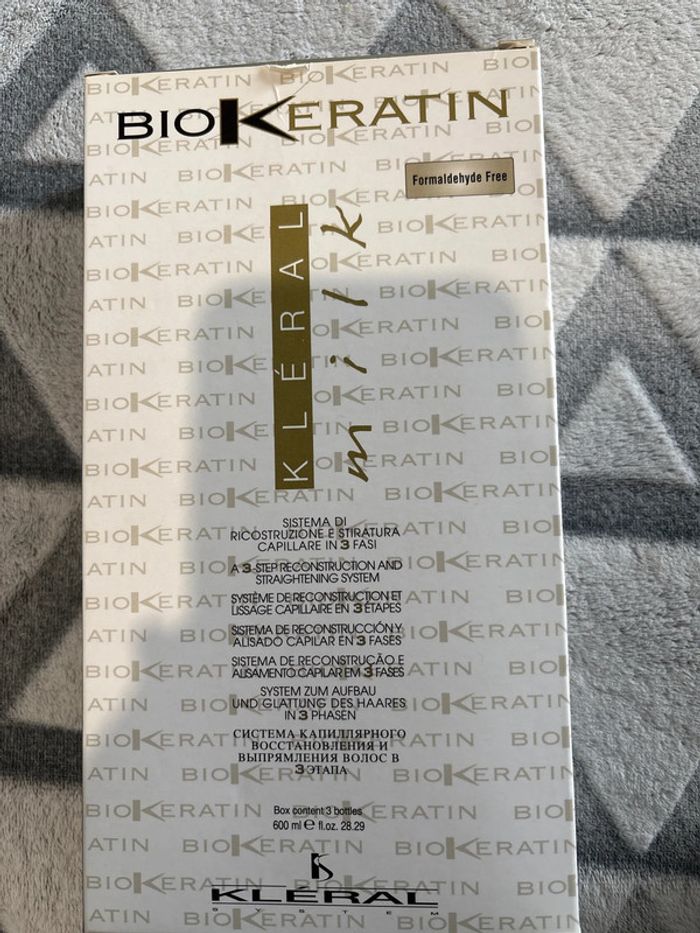 BIOKERATIN
Formaldehyde Free
KLÉRAL
milk
SISTEMA DI
RICOSTRUZIONE E STIRATURA
CAPILLARE IN 3 FASI
A 3-STEP RECONSTRUCTION AND
STRAIGHTENING SYSTEM
SYSTÈME DE RECONSTRUCTION ET
LISSAGE CAPILLAIRE EN 3 ÉTAPES
SISTEMA DE RECONSTRUCCIÓN Y
ALISADO CAPILAR EN 3 FASES
SISTEMA DE RECONSTRUÇÃO E
ALISAMENTO CAPILAR EM 3 FASES
SYSTEM ZUM AUFBAU
UND GLATTUNG DES HAARES
IN 3 PHASEN
СИСТЕМА КАПИЛЛЯРНОГО
ВОССТАНОВЛЕНИЯ И
ВЫПРЯМЛЕНИЯ ВОЛОС В
3 ЭТАПА
Box content 3 bottles
600 ml ℮ fl.oz. 28.29
KLÉRAL
SYSTEM